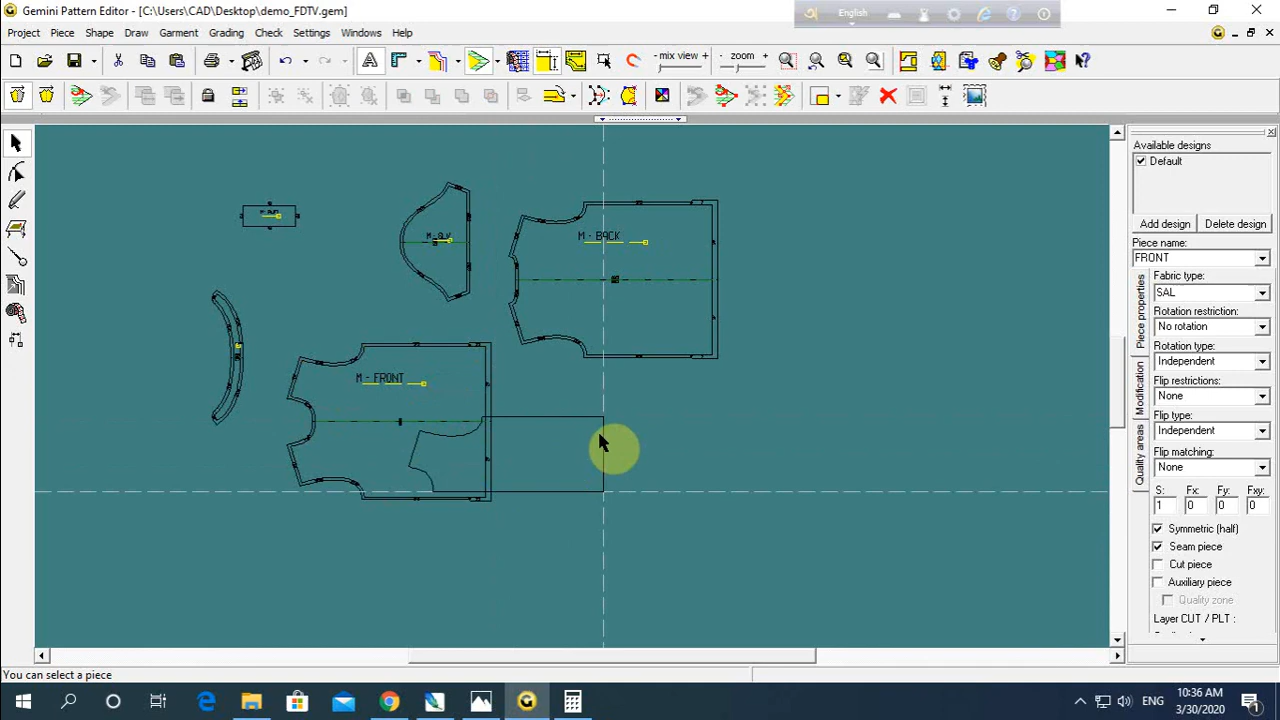 Gemini Pattern Editor - [C:\Users\CAD\Desktop\demo_FDTV.gem]
English
Project Piece Shape Draw Garment Grading Check Settings Windows Help
- mix view + - zoom +
Available designs
Default
Add design Delete design
Piece name:
FRONT
Fabric type:
SAL
Rotation restriction:
No rotation
Rotation type:
Independent
Flip restrictions:
None
Flip type:
Independent
Flip matching:
None
S: Fx: Fy: Fxy:
1 0 0 0
Symmetric (half)
Seam piece
Cut piece
Auxiliary piece
Quality zone
Layer CUT / PLT :
Piece properties
Modification
Quality areas
M - BACK
M - FRONT
You can select a piece
ENG
10:36 AM
3/30/2020
1